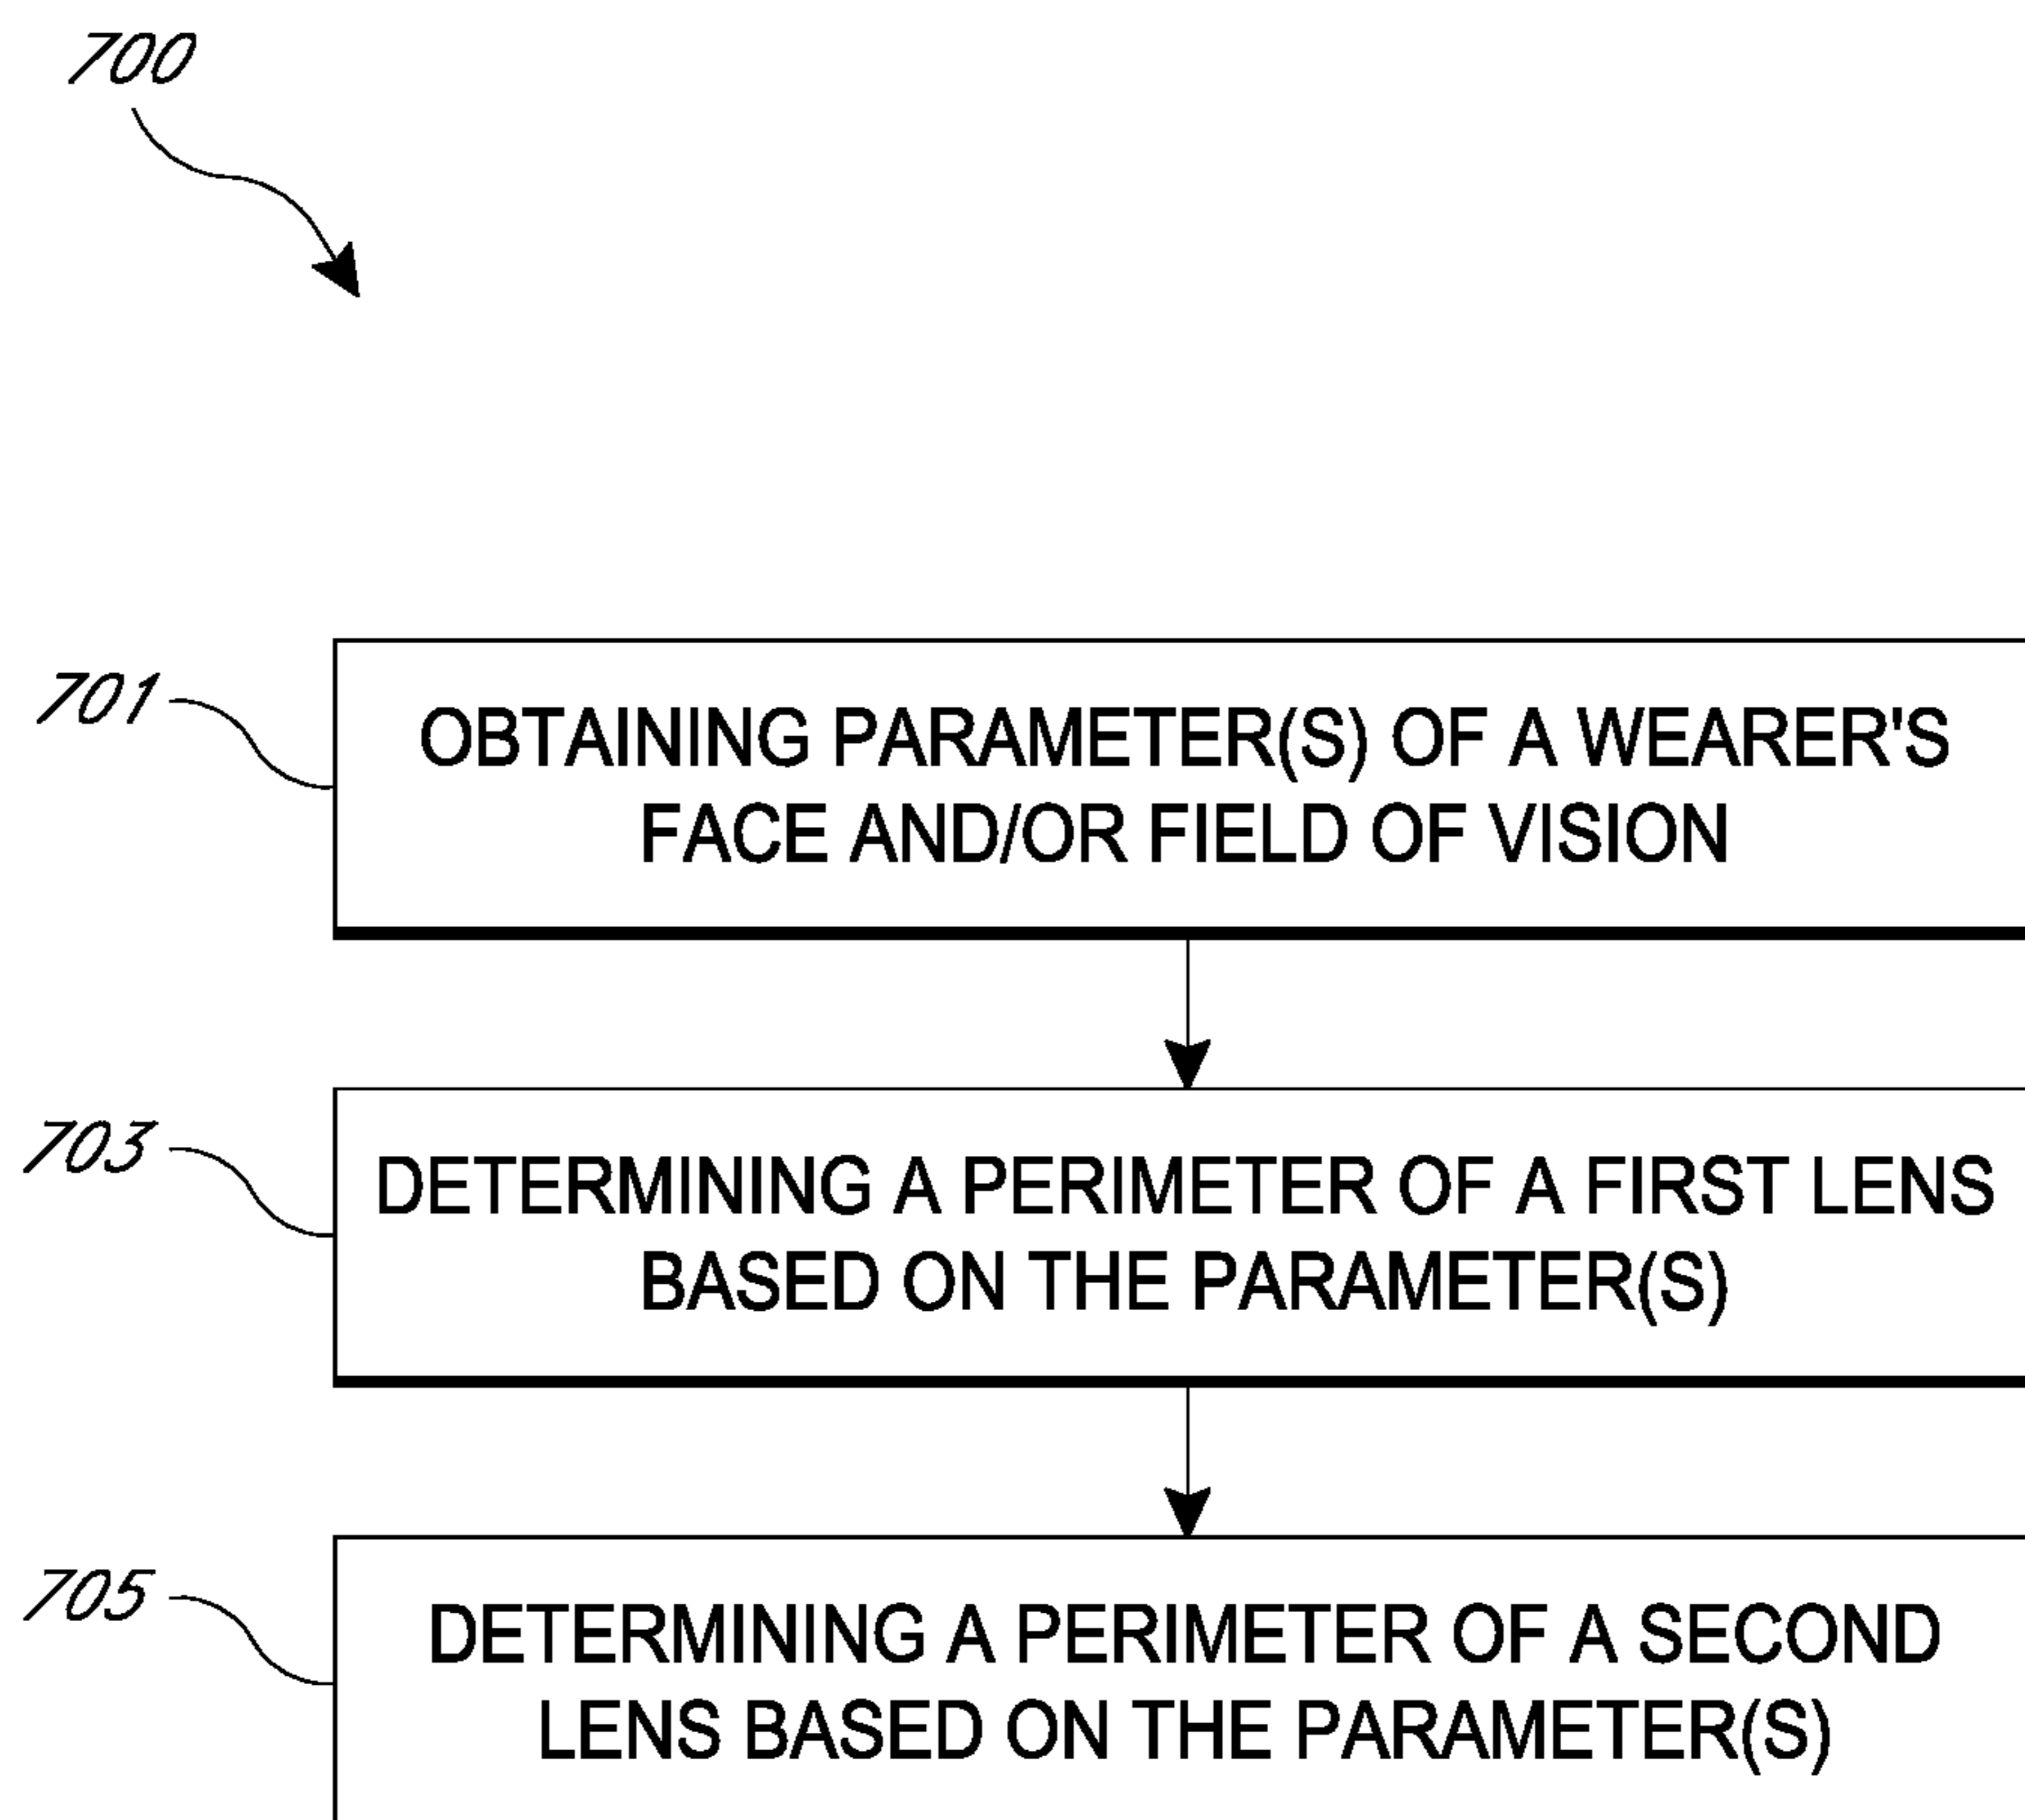 700
701
OBTAINING PARAMETER(S) OF A WEARER'S
FACE AND/OR FIELD OF VISION
703
DETERMINING A PERIMETER OF A FIRST LENS
BASED ON THE PARAMETER(S)
705
DETERMINING A PERIMETER OF A SECOND
LENS BASED ON THE PARAMETER(S)